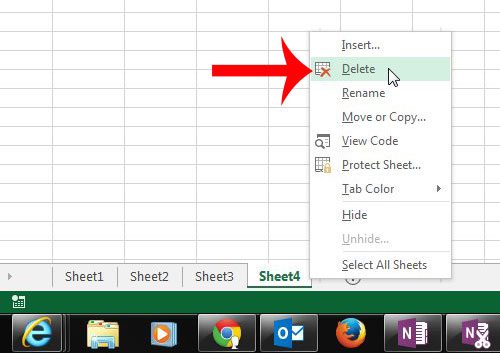 Insert...
Delete
Rename
Move or Copy...
View Code
Protect Sheet...
Tab Color
Hide
Unhide...
Select All Sheets
Sheet1 Sheet2 Sheet3 Sheet4